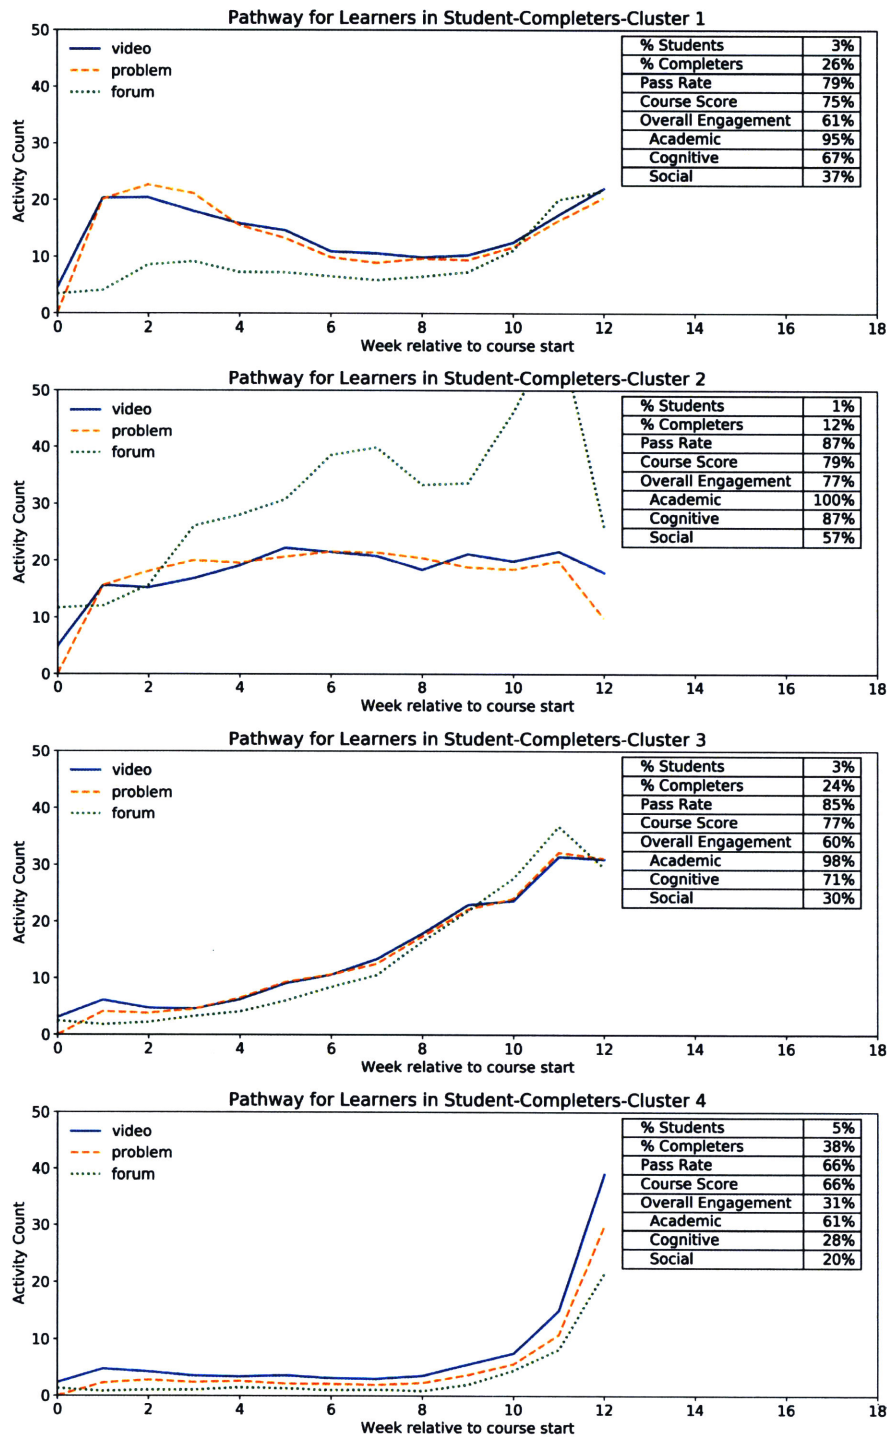 Pathway for Learners in Student-Completers-Cluster 1
50
40
30
20
10
0
Activity Count
video
problem
forum
% Students 3%
% Completers 26%
Pass Rate 79%
Course Score 75%
Overall Engagement 61%
Academic 95%
Cognitive 67%
Social 37%
0 2 4 6 8 10 12 14 16 18
Week relative to course start
Pathway for Learners in Student-Completers-Cluster 2
50
40
30
20
10
0
Activity Count
video
problem
forum
% Students 1%
% Completers 12%
Pass Rate 87%
Course Score 79%
Overall Engagement 77%
Academic 100%
Cognitive 87%
Social 57%
0 2 4 6 8 10 12 14 16 18
Week relative to course start
Pathway for Learners in Student-Completers-Cluster 3
50
40
30
20
10
0
Activity Count
video
problem
forum
% Students 3%
% Completers 24%
Pass Rate 85%
Course Score 77%
Overall Engagement 60%
Academic 98%
Cognitive 71%
Social 30%
0 2 4 6 8 10 12 14 16 18
Week relative to course start
Pathway for Learners in Student-Completers-Cluster 4
50
40
30
20
10
0
Activity Count
video
problem
forum
% Students 5%
% Completers 38%
Pass Rate 66%
Course Score 66%
Overall Engagement 31%
Academic 61%
Cognitive 28%
Social 20%
0 2 4 6 8 10 12 14 16 18
Week relative to course start